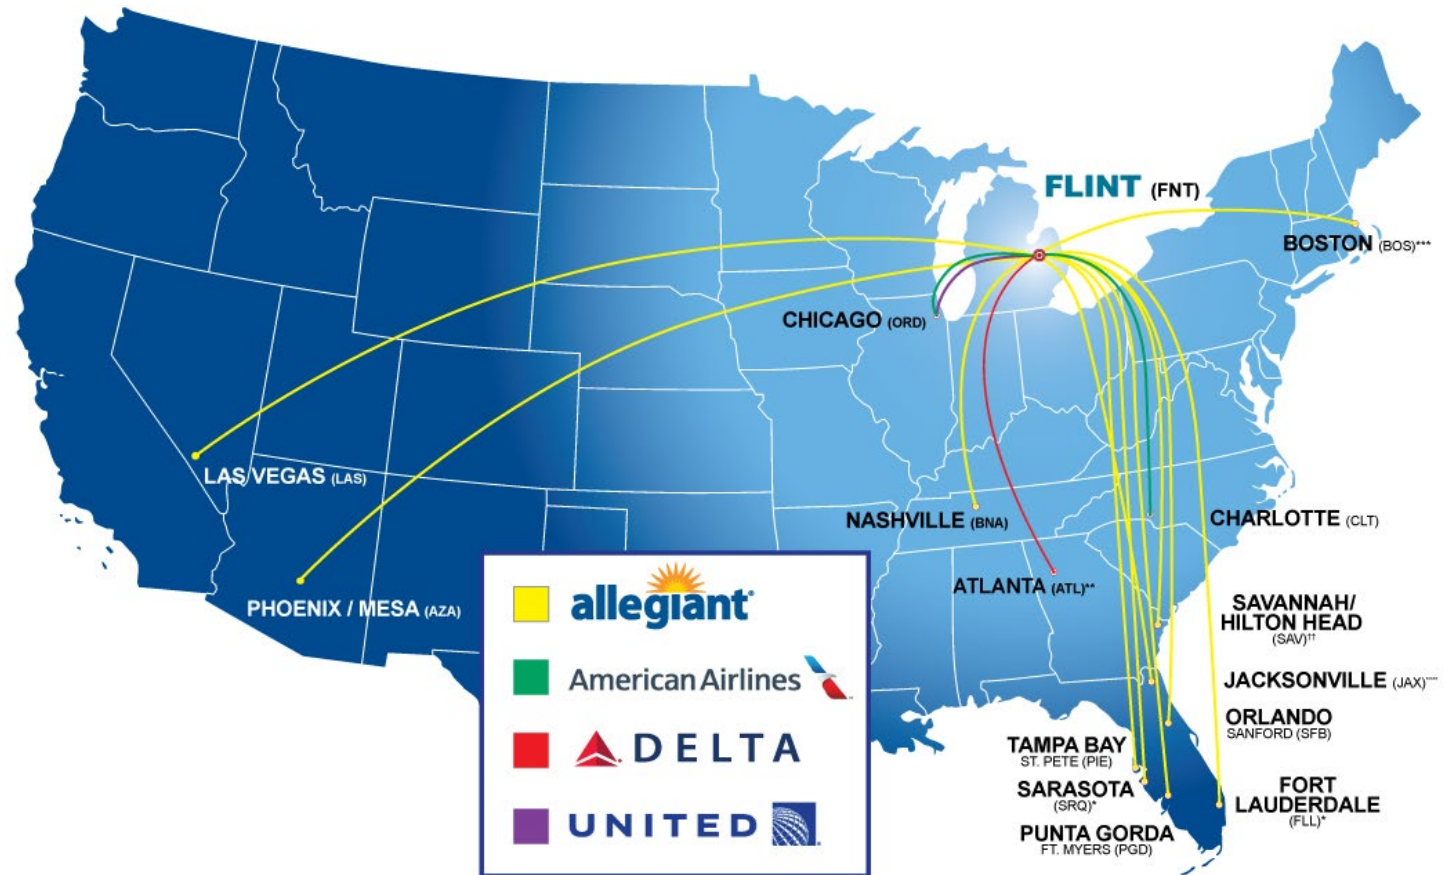 FLINT (FNT)
BOSTON (BOS)***
CHICAGO (ORD)
LAS VEGAS (LAS)
NASHVILLE (BNA)
CHARLOTTE (CLT)
ATLANTA (ATL)**
PHOENIX / MESA (AZA)
SAVANNAH/
HILTON HEAD
(SAV)††
JACKSONVILLE (JAX)
ORLANDO
SANFORD (SFB)
TAMPA BAY
ST. PETE (PIE)
SARASOTA
(SRQ)*
PUNTA GORDA
FT. MYERS (PGD)
FORT
LAUDERDALE
(FLL)*
allegiant
American Airlines
DELTA
UNITED